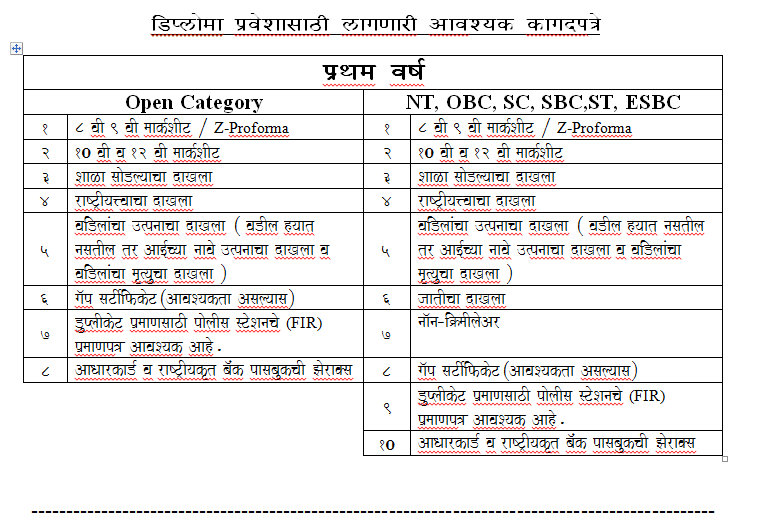 डिप्लोमा प्रवेशासाठी लागणारी आवश्यक कागदपत्रे
प्रथम वर्ष
Open Category
NT, OBC, SC, SBC,ST, ESBC
१ ८ वी ९ वी मार्कशीट / Z-Proforma
१ ८ वी ९ वी मार्कशीट / Z-Proforma
२ १0 वी व १२ वी मार्कशीट
२ १0 वी व १२ वी मार्कशीट
३ शाळा सोडल्याचा दाखला
३ शाळा सोडल्याचा दाखला
४ राष्ट्रीयत्त्वाचा दाखला
४ राष्ट्रीयत्त्वाचा दाखला
५ वडिलांचा उत्पनाचा दाखला ( वडील हयात
नसतील तर आईच्या नावे उत्पनाचा दाखला व
वडिलांचा मृत्युचा दाखला )
५ वडिलांचा उत्पनाचा दाखला ( वडील हयात नसतील
तर आईच्या नावे उत्पनाचा दाखला व वडिलांचा
मृत्युचा दाखला )
६ गॅप सर्टीफिकेट (आवश्यकता असल्यास)
६ जातीचा दाखला
७ डुप्लीकेट प्रमाणसाठी पोलीस स्टेशनचे (FIR)
प्रमाणपत्र आवश्यक आहे .
७ नॉन-क्रिमीलेअर
८ आधारकार्ड व राष्ट्रीयकृत बॅंक पासबुकची झेराक्स
८ गॅप सर्टीफिकेट (आवश्यकता असल्यास)
९ डुप्लीकेट प्रमाणसाठी पोलीस स्टेशनचे (FIR)
प्रमाणपत्र आवश्यक आहे .
१0 आधारकार्ड व राष्ट्रीयकृत बॅंक पासबुकची झेराक्स